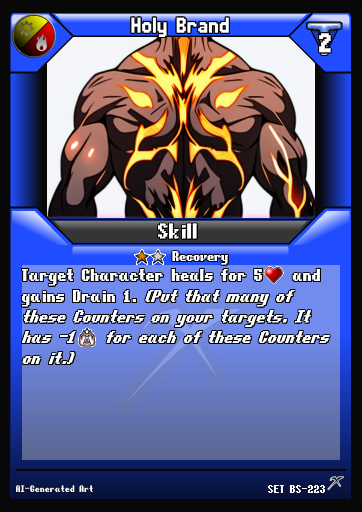 Holy Brand
2
Skill
Recovery
Target Character heals for 5 and
gains Drain 1. (Put that many of
these Counters on your targets. It
has -1 for each of these Counters
on it.)
AI-Generated Art
SET BS-223